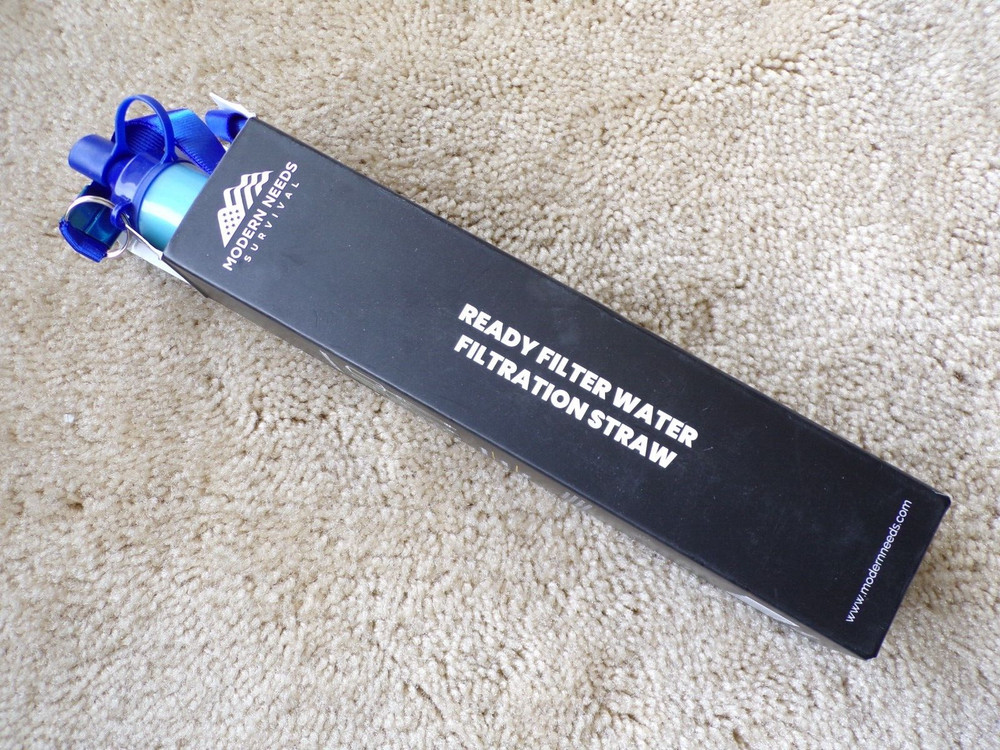 MODERN NEEDS
SURVIVAL
READY FILTER WATER
FILTRATION STRAW
www.modernneeds.com